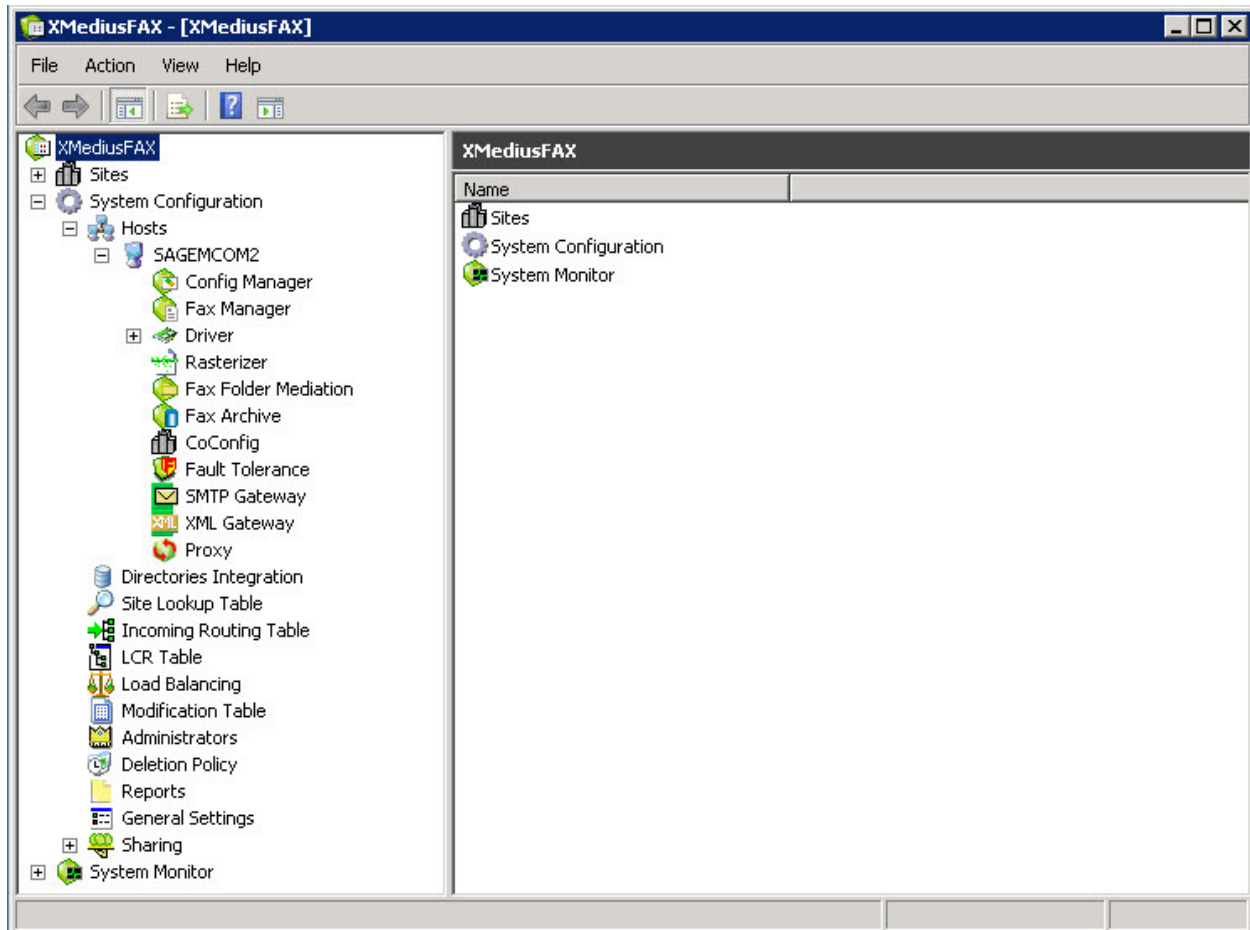 XMediusFAX - [XMediusFAX]
File Action View Help
XMediusFAX
Sites
System Configuration
Hosts
SAGEMCOM2
Config Manager
Fax Manager
Driver
Rasterizer
Fax Folder Mediation
Fax Archive
CoConfig
Fault Tolerance
SMTP Gateway
XML Gateway
Proxy
Directories Integration
Site Lookup Table
Incoming Routing Table
LCR Table
Load Balancing
Modification Table
Administrators
Deletion Policy
Reports
General Settings
Sharing
System Monitor
XMediusFAX
Name
Sites
System Configuration
System Monitor